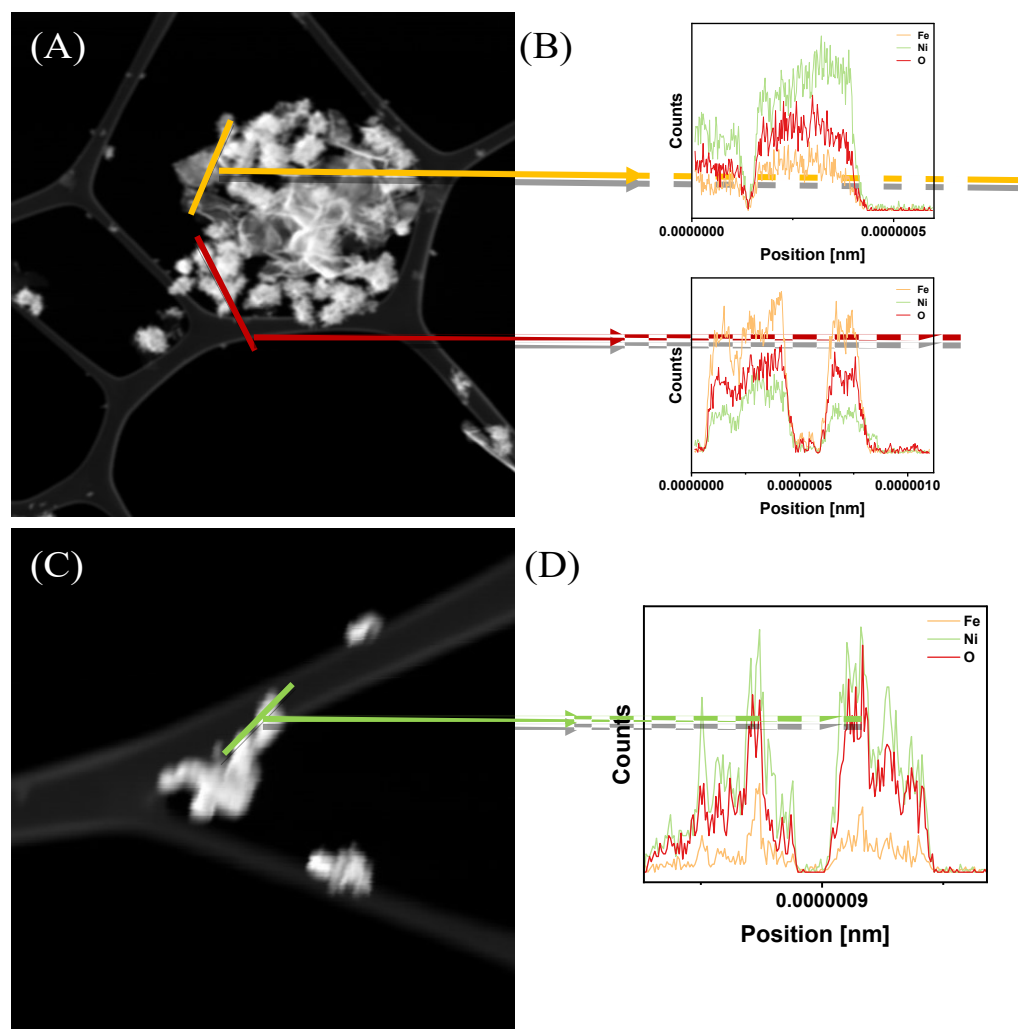 (A)
(B)
Fe
Ni
O
Counts
0.0000000
0.0000005
Position [nm]
Fe
Ni
O
Counts
0.0000000
0.0000005
0.0000010
Position [nm]
(C)
(D)
Fe
Ni
O
Counts
0.0000009
Position [nm]